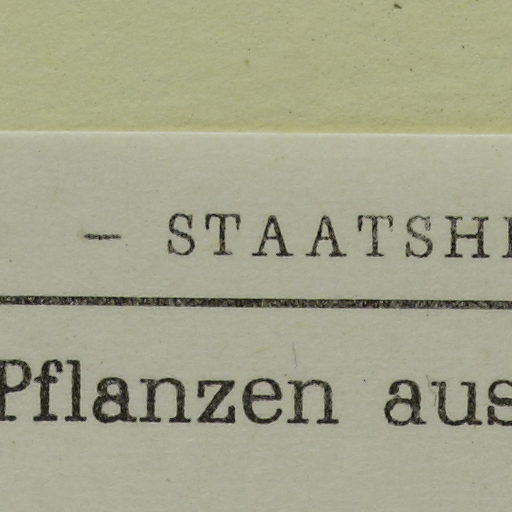 – STAATSH
Pflanzen aus